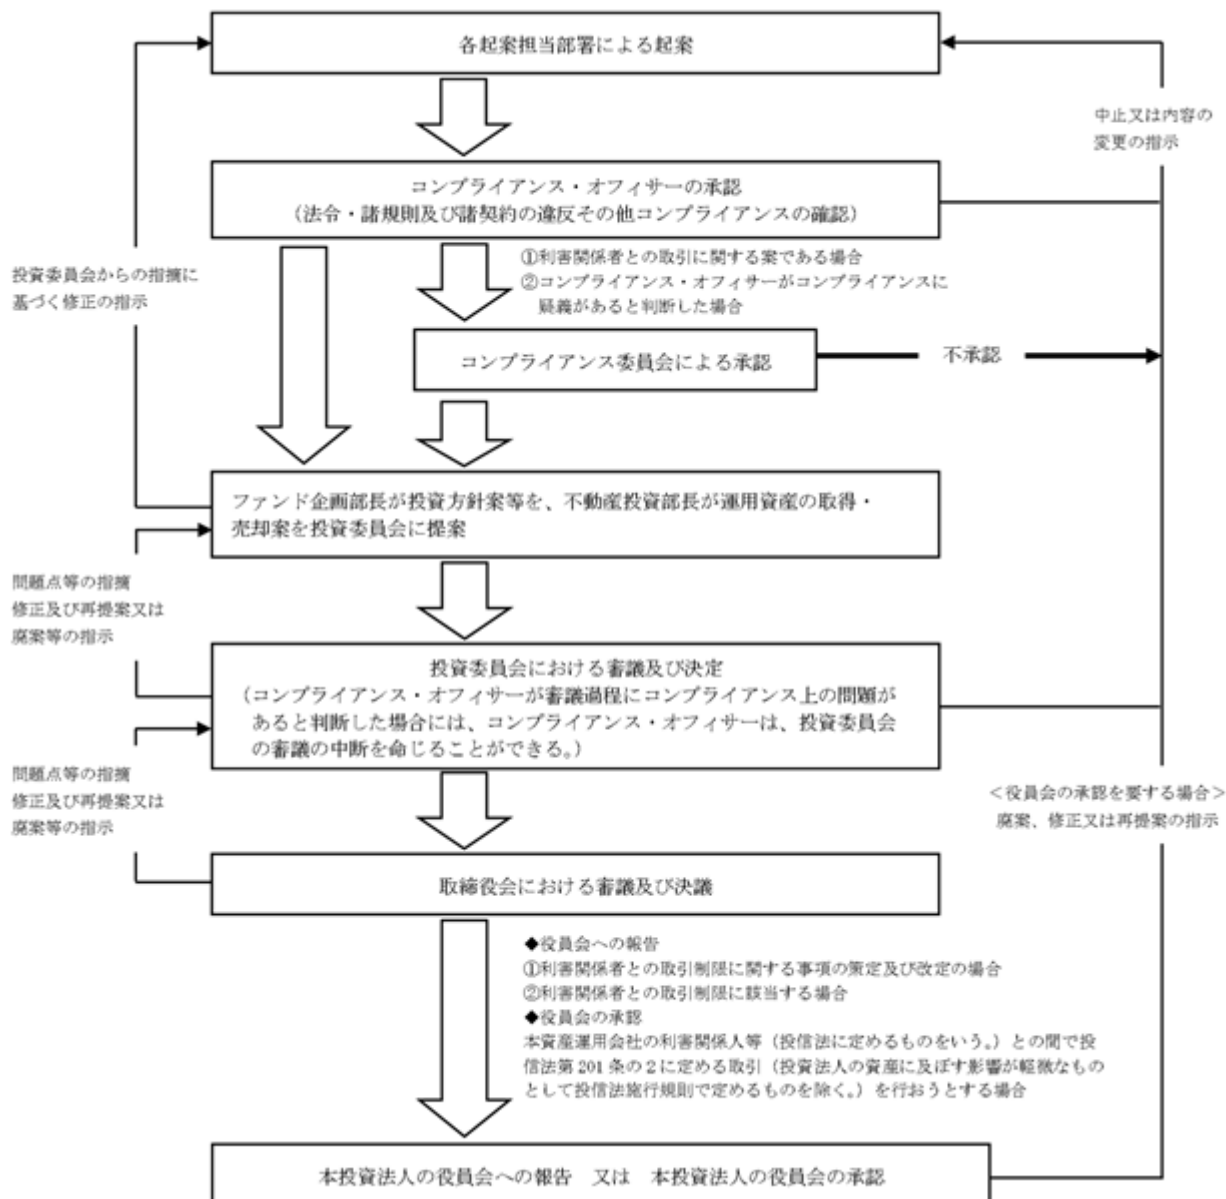 各起案担当部署による起案
中止又は内容の
変更の指示
コンプライアンス・オフィサーの承認
（法令・諸規則及び諸契約の違反その他コンプライアンスの確認）
①利害関係者との取引に関する案である場合
②コンプライアンス・オフィサーがコンプライアンスに
疑義があると判断した場合
投資委員会からの指摘に
基づく修正の指示
コンプライアンス委員会による承認
不承認
ファンド企画部長が投資方針案等を、不動産投資部長が運用資産の取得・
売却案を投資委員会に提案
問題点等の指摘
修正及び再提案又は
廃案等の指示
投資委員会における審議及び決定
（コンプライアンス・オフィサーが審議過程にコンプライアンス上の問題が
あると判断した場合には、コンプライアンス・オフィサーは、投資委員会
の審議の中断を命じることができる。）
問題点等の指摘
修正及び再提案又は
廃案等の指示
＜役員会の承認を要する場合＞
廃案、修正又は再提案の指示
取締役会における審議及び決議
◆役員会への報告
①利害関係者との取引制限に関する事項の策定及び改定の場合
②利害関係者との取引制限に該当する場合
◆役員会の承認
本資産運用会社の利害関係人等（投信法に定めるものをいう。）との間で投
信法第 201 条の２に定める取引（投資法人の資産に及ぼす影響が軽微なもの
として投信法施行規則で定めるものを除く。）を行おうとする場合
本投資法人の役員会への報告　又は　本投資法人の役員会の承認